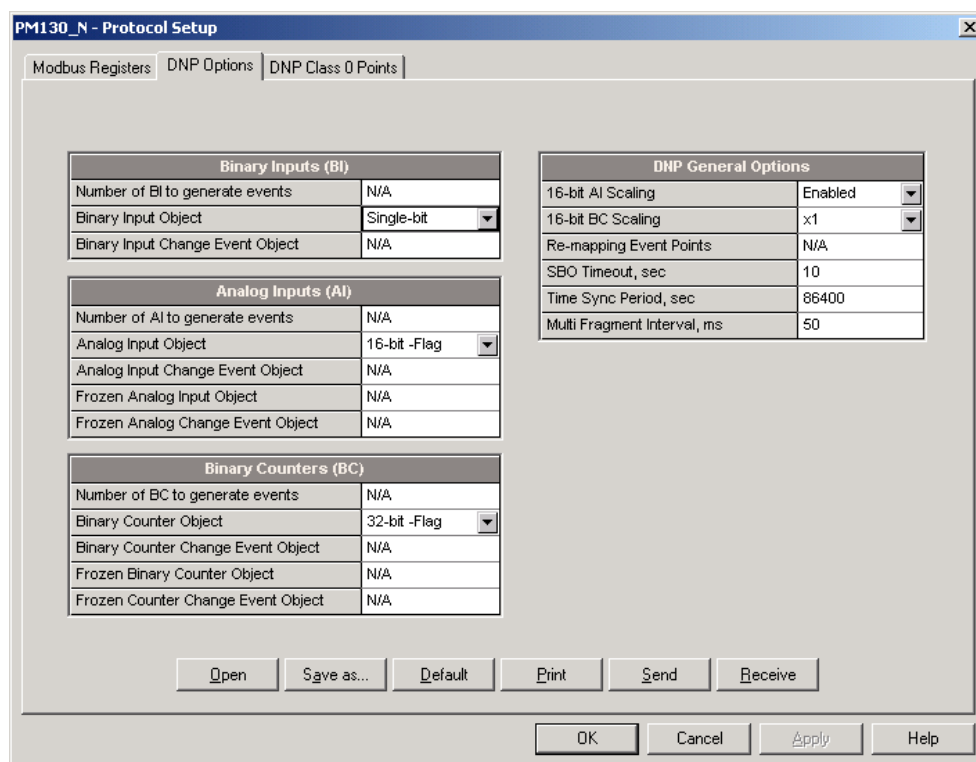 PM130_N - Protocol Setup
Modbus Registers DNP Options DNP Class 0 Points
Binary Inputs (BI)
Number of BI to generate events N/A
Binary Input Object Single-bit
Binary Input Change Event Object N/A
Analog Inputs (AI)
Number of AI to generate events N/A
Analog Input Object 16-bit -Flag
Analog Input Change Event Object N/A
Frozen Analog Input Object N/A
Frozen Analog Change Event Object N/A
Binary Counters (BC)
Number of BC to generate events N/A
Binary Counter Object 32-bit -Flag
Binary Counter Change Event Object N/A
Frozen Binary Counter Object N/A
Frozen Counter Change Event Object N/A
DNP General Options
16-bit AI Scaling Enabled
16-bit BC Scaling x1
Re-mapping Event Points N/A
SBO Timeout, sec 10
Time Sync Period, sec 86400
Multi Fragment Interval, ms 50
Open Save as... Default Print Send Receive
OK Cancel Apply Help